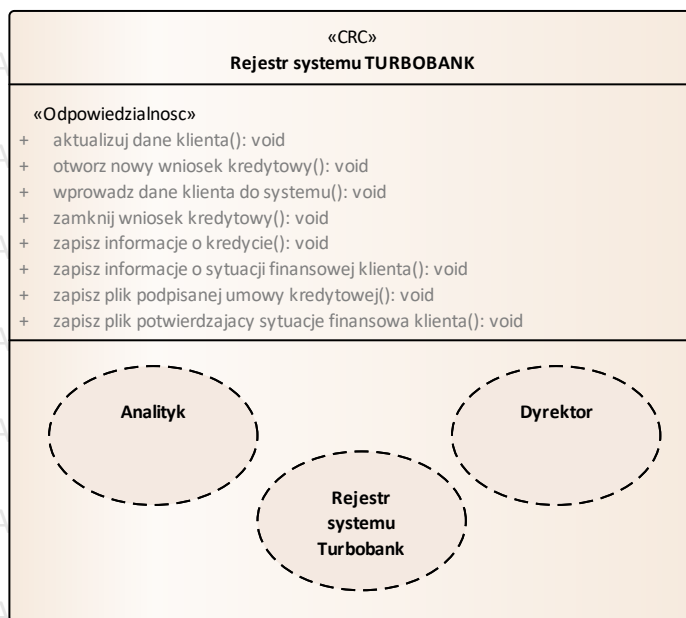 «CRC»
Rejestr systemu TURBOBANK
«Odpowiedzialnosc»
+ aktualizuj dane klienta(): void
+ otworz nowy wniosek kredytowy(): void
+ wprowadz dane klienta do systemu(): void
+ zamknij wniosek kredytowy(): void
+ zapisz informacje o kredycie(): void
+ zapisz informacje o sytuacji finansowej klienta(): void
+ zapisz plik podpisanej umowy kredytowej(): void
+ zapisz plik potwierdzajacy sytuacje finansowa klienta(): void
Analityk
Dyrektor
Rejestr
systemu
Turbobank